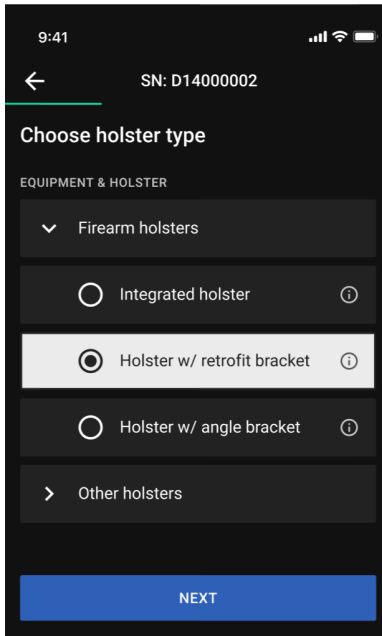 9:41
SN: D14000002
Choose holster type
EQUIPMENT & HOLSTER
Firearm holsters
Integrated holster
Holster w/ retrofit bracket
Holster w/ angle bracket
Other holsters
NEXT